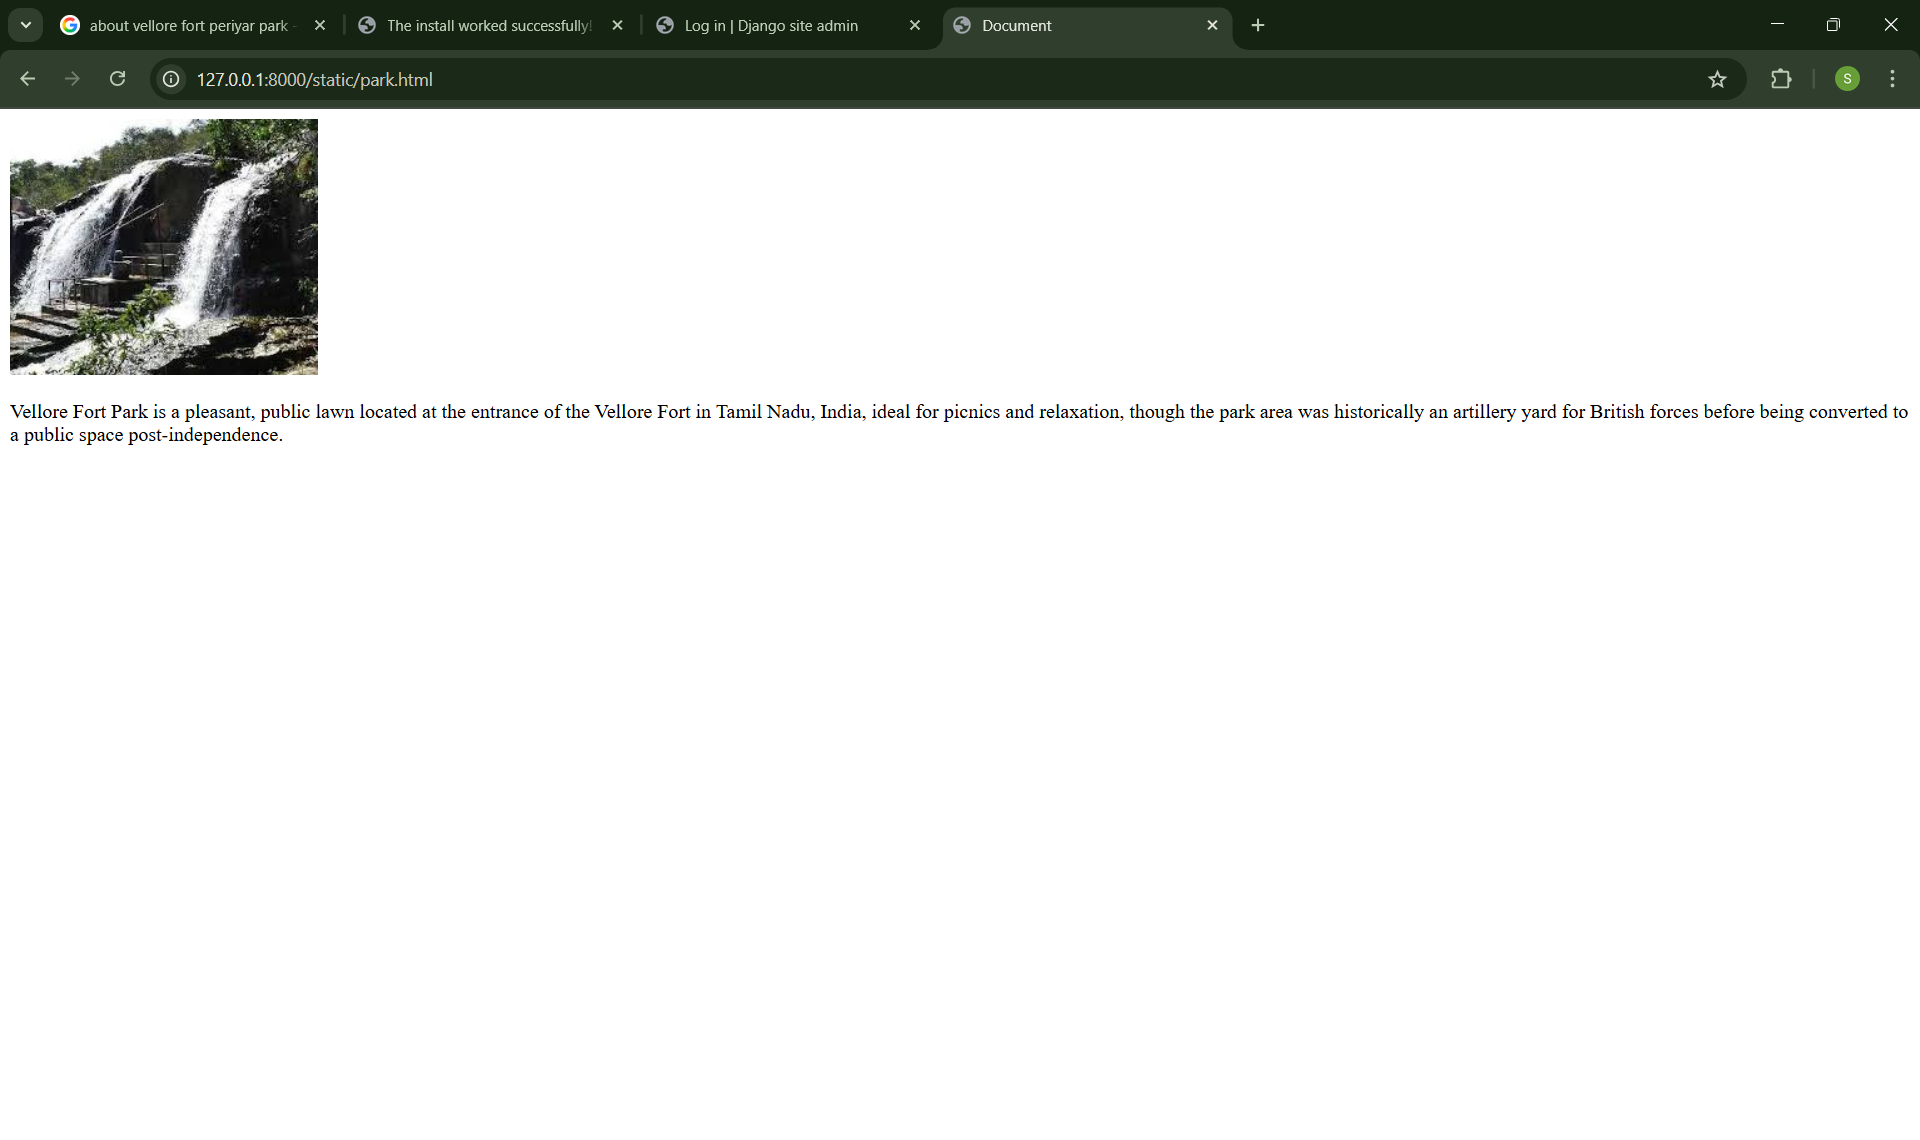 about vellore fort periyar park -
The install worked successfully!
Log in | Django site admin
Document
127.0.0.1:8000/static/park.html
S
Vellore Fort Park is a pleasant, public lawn located at the entrance of the Vellore Fort in Tamil Nadu, India, ideal for picnics and relaxation, though the park area was historically an artillery yard for British forces before being converted to
a public space post-independence.